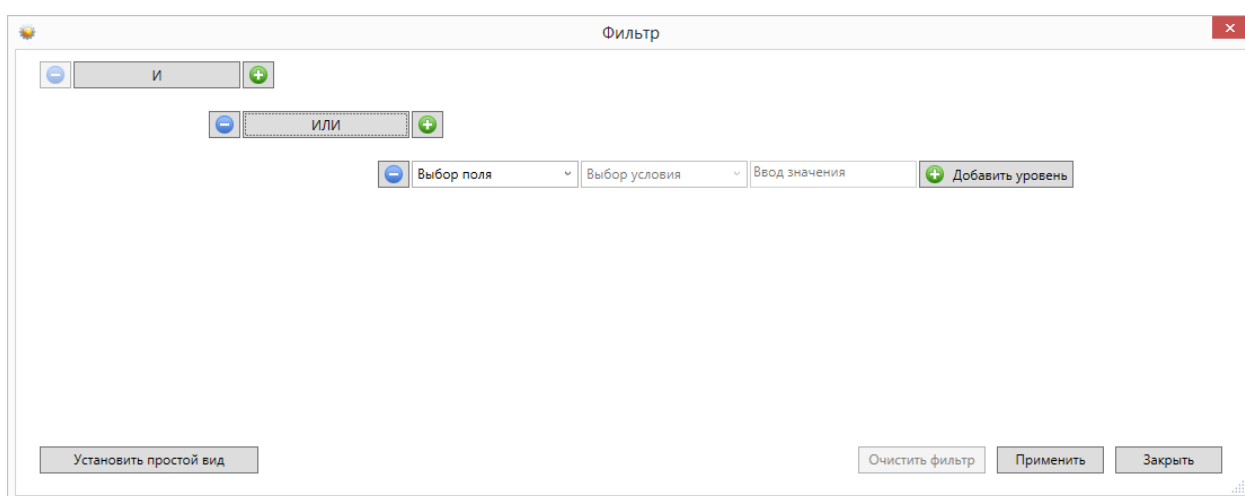 Фильтр
И
ИЛИ
Выбор поля Выбор условия Ввод значения Добавить уровень
Установить простой вид Очистить фильтр Применить Закрыть